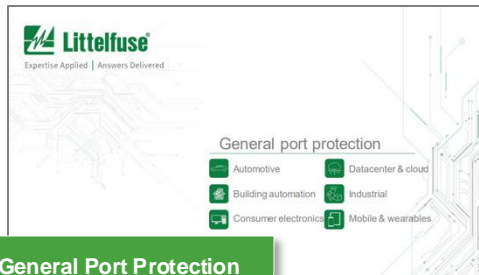 Littelfuse®
Expertise Applied | Answers Delivered
General port protection
Automotive
Datacenter & cloud
Building automation
Industrial
Consumer electronics
Mobile & wearables
General Port Protection